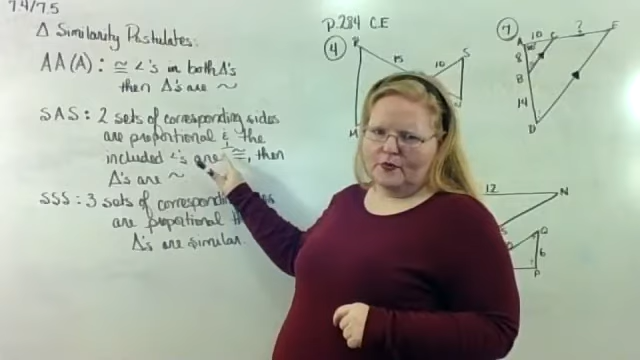 7.4/7.5
Δ Similarity Postulates:
AA(A): ≅ ∠'s in both Δ's
then Δ's are ~
SAS: 2 sets of corresponding sides
are proportional & the
included ∠'s are ≅, then
Δ's are ~
SSS: 3 sets of corresponding
are proportional
Δ's are similar.
p.284 C.E
4
R
15
10
S
N
M
7
A
10
C
?
E
8
B
14
D
12
N
S
Q
6
P